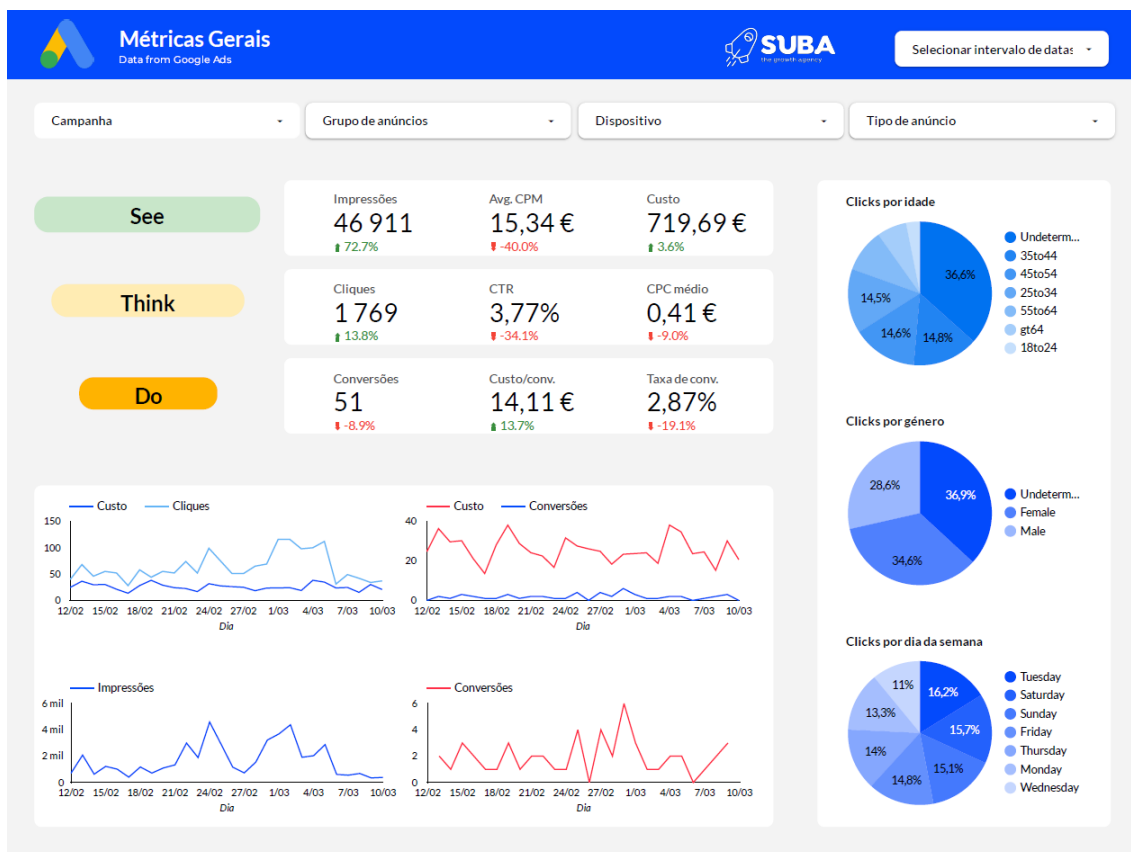 Métricas Gerais
Data from Google Ads
SUBA
the growth agency
Selecionar intervalo de datas
Campanha
Grupo de anúncios
Dispositivo
Tipo de anúncio
See
Impressões
46 911
72.7%
Avg. CPM
15,34 €
-40.0%
Custo
719,69 €
3.6%
Think
Cliques
1 769
13.8%
CTR
3,77%
-34.1%
CPC médio
0,41 €
-9.0%
Do
Conversões
51
-8.9%
Custo/conv.
14,11 €
13.7%
Taxa de conv.
2,87%
-19.1%
Custo
Cliques
150
100
50
0
12/02 15/02 18/02 21/02 24/02 27/02 1/03 4/03 7/03 10/03
Dia
Custo
Conversões
40
20
0
12/02 15/02 18/02 21/02 24/02 27/02 1/03 4/03 7/03 10/03
Dia
Impressões
6 mil
4 mil
2 mil
0
12/02 15/02 18/02 21/02 24/02 27/02 1/03 4/03 7/03 10/03
Dia
Conversões
6
4
2
0
12/02 15/02 18/02 21/02 24/02 27/02 1/03 4/03 7/03 10/03
Dia
Clicks por idade
36,6%
14,8%
14,6%
14,5%
Undeterm...
35to44
45to54
25to34
55to64
gt64
18to24
Clicks por género
36,9%
34,6%
28,6%
Undeterm...
Female
Male
Clicks por dia da semana
16,2%
15,7%
15,1%
14,8%
14%
13,3%
11%
Tuesday
Saturday
Sunday
Friday
Thursday
Monday
Wednesday